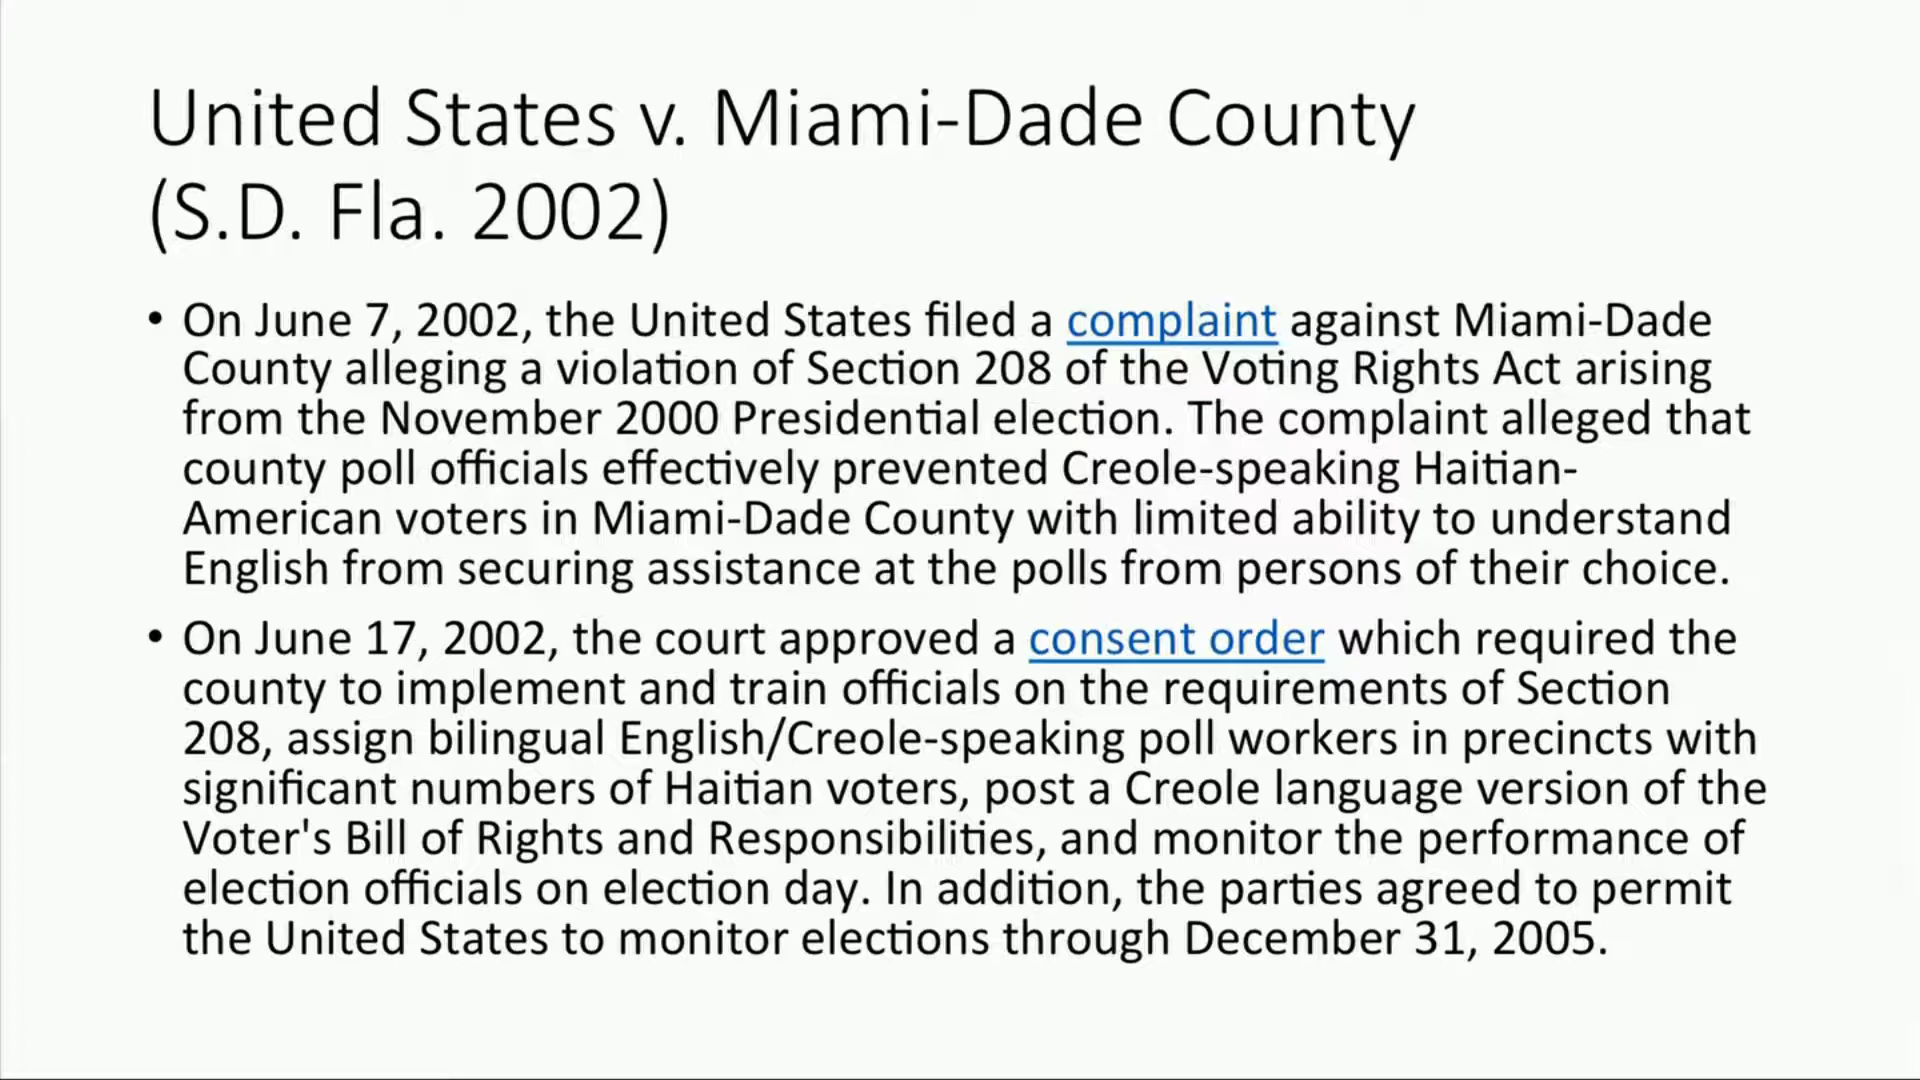 United States v. Miami-Dade County
(S.D. Fla. 2002)
• On June 7, 2002, the United States filed a complaint against Miami-Dade
County alleging a violation of Section 208 of the Voting Rights Act arising
from the November 2000 Presidential election. The complaint alleged that
county poll officials effectively prevented Creole-speaking Haitian-
American voters in Miami-Dade County with limited ability to understand
English from securing assistance at the polls from persons of their choice.
• On June 17, 2002, the court approved a consent order which required the
county to implement and train officials on the requirements of Section
208, assign bilingual English/Creole-speaking poll workers in precincts with
significant numbers of Haitian voters, post a Creole language version of the
Voter's Bill of Rights and Responsibilities, and monitor the performance of
election officials on election day. In addition, the parties agreed to permit
the United States to monitor elections through December 31, 2005.